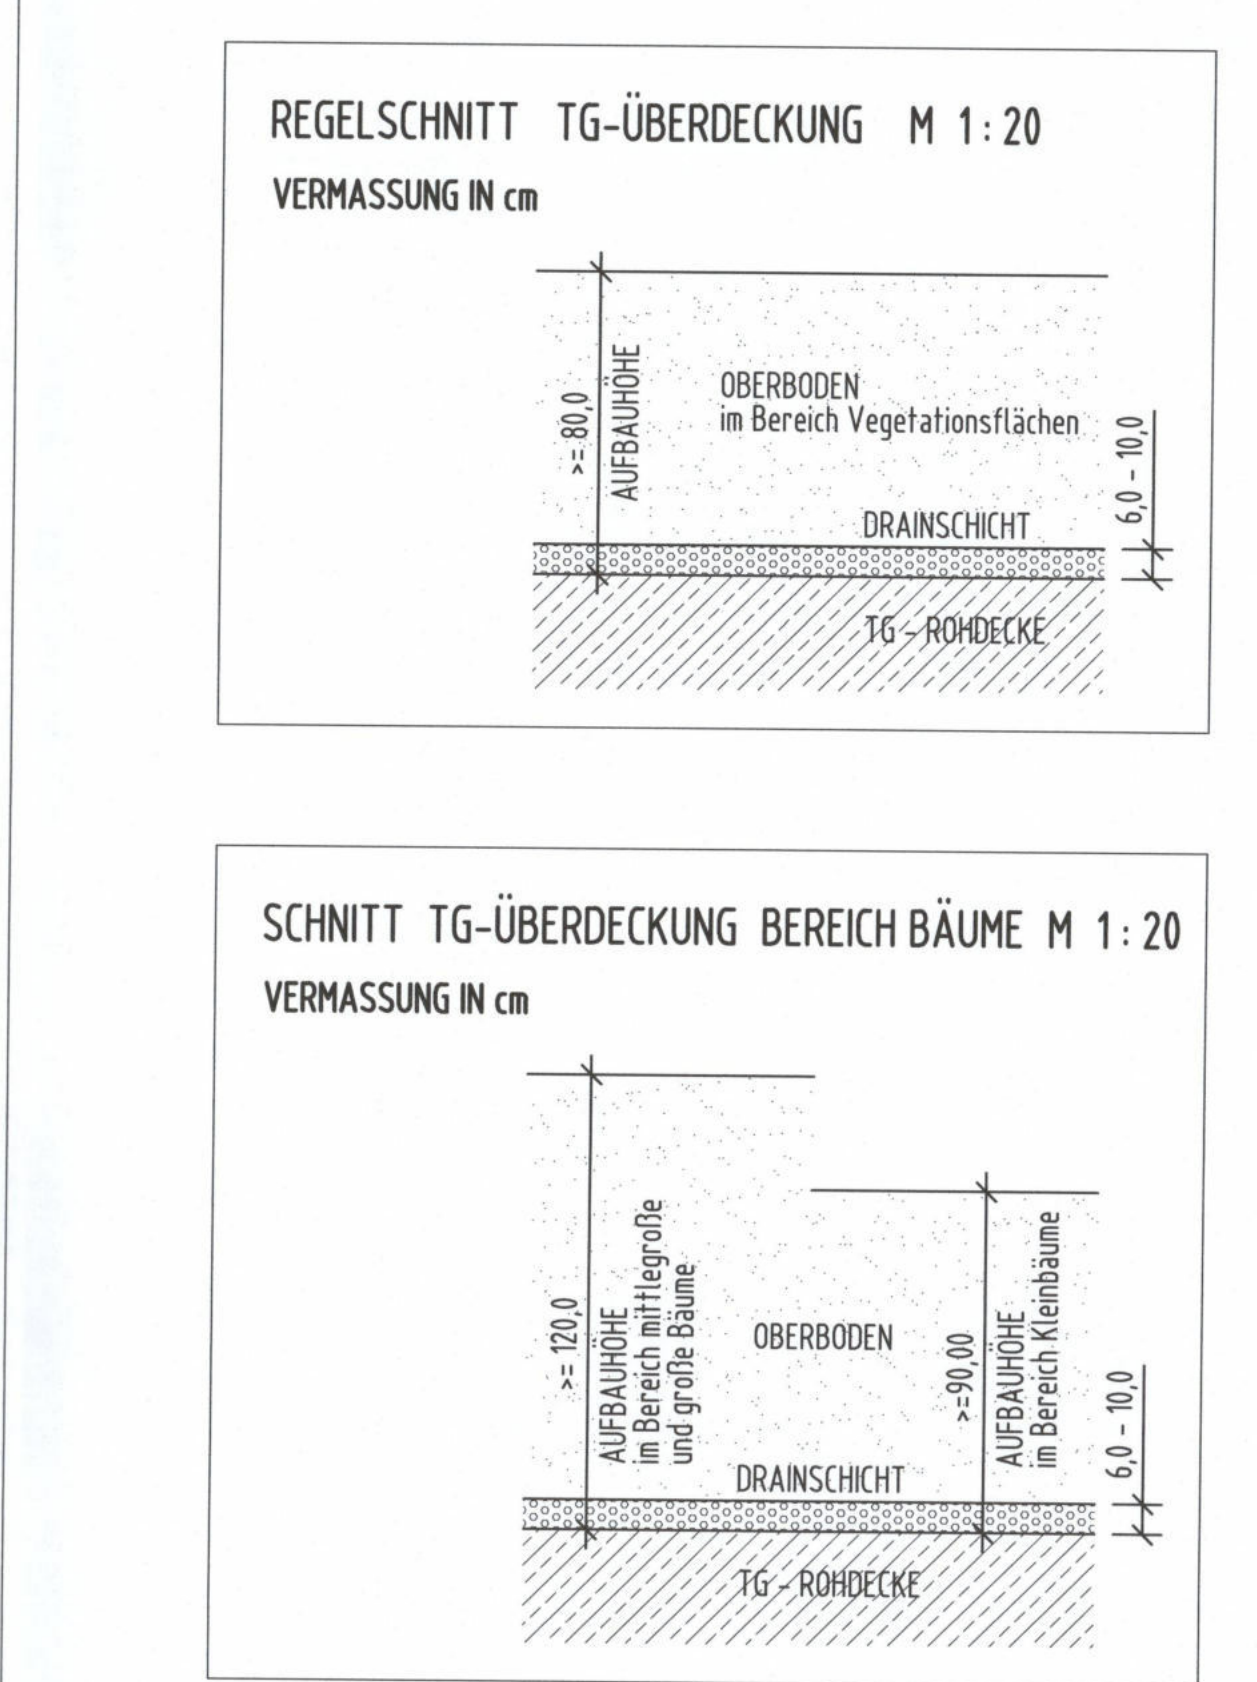 REGELSCHNITT TG-ÜBERDECKUNG M 1:20
VERMASSUNG IN cm
>= 80,0
AUFBAUHÖHE
OBERBODEN
im Bereich Vegetationsflächen
6,0 - 10,0
DRAINSCHICHT
TG - ROHDECKE
SCHNITT TG-ÜBERDECKUNG BEREICH BÄUME M 1:20
VERMASSUNG IN cm
>= 120,0
AUFBAUHÖHE
im Bereich mittlegroße
und große Bäume
OBERBODEN
>=90,00
AUFBAUHÖHE
im Bereich Kleinbäume
6,0 - 10,0
DRAINSCHICHT
TG - ROHDECKE